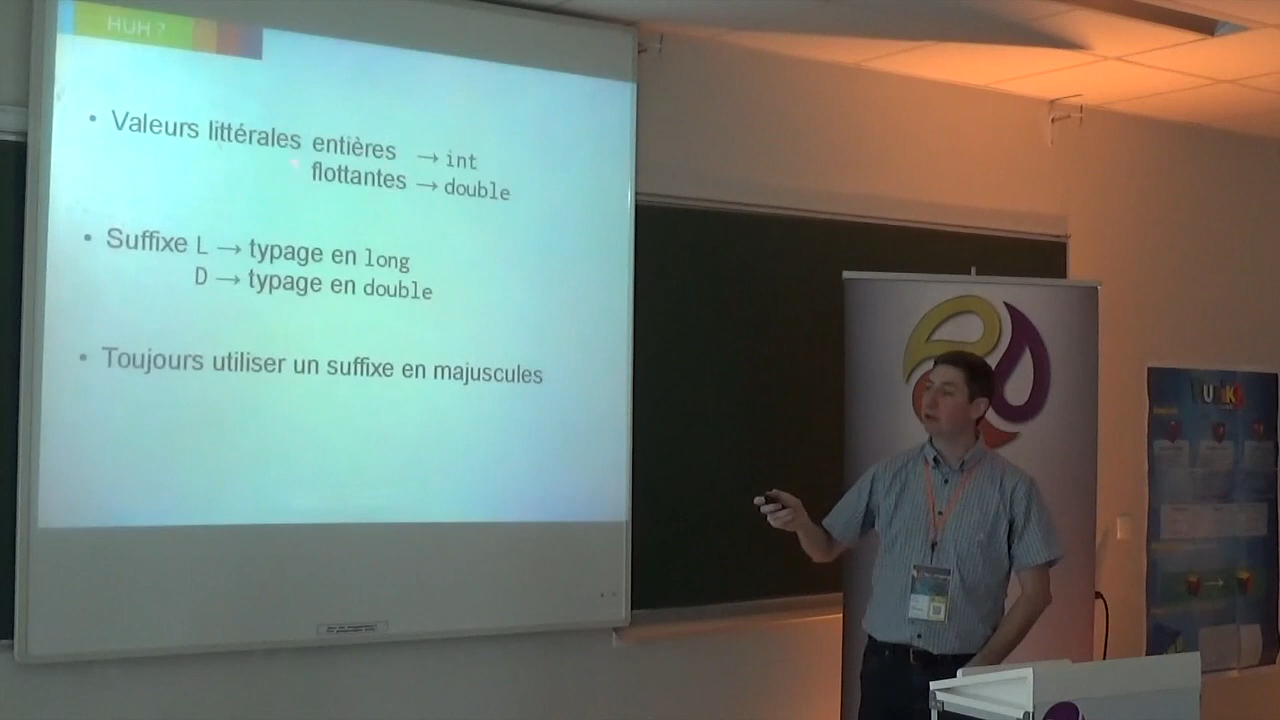 HUH ?
• Valeurs littérales entières → int
flottantes → double
• Suffixe L → typage en long
D → typage en double
• Toujours utiliser un suffixe en majuscules